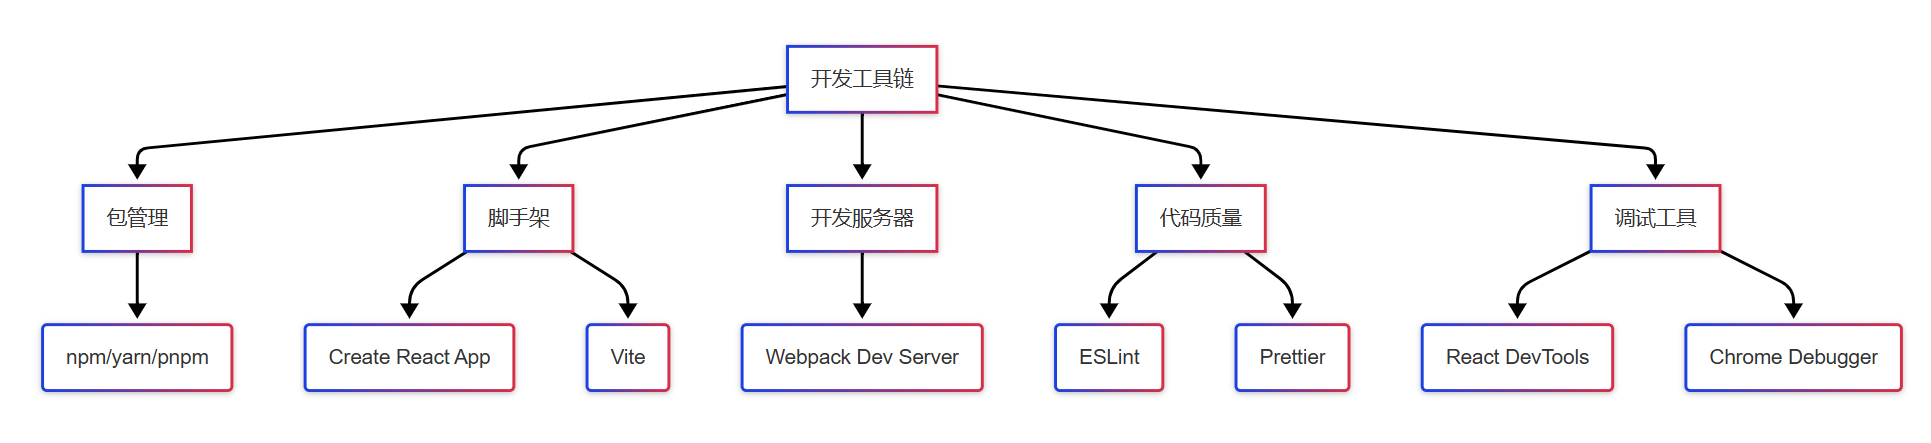 开发工具链
包管理
脚手架
开发服务器
代码质量
调试工具
npm/yarn/pnpm
Create React App
Vite
Webpack Dev Server
ESLint
Prettier
React DevTools
Chrome Debugger